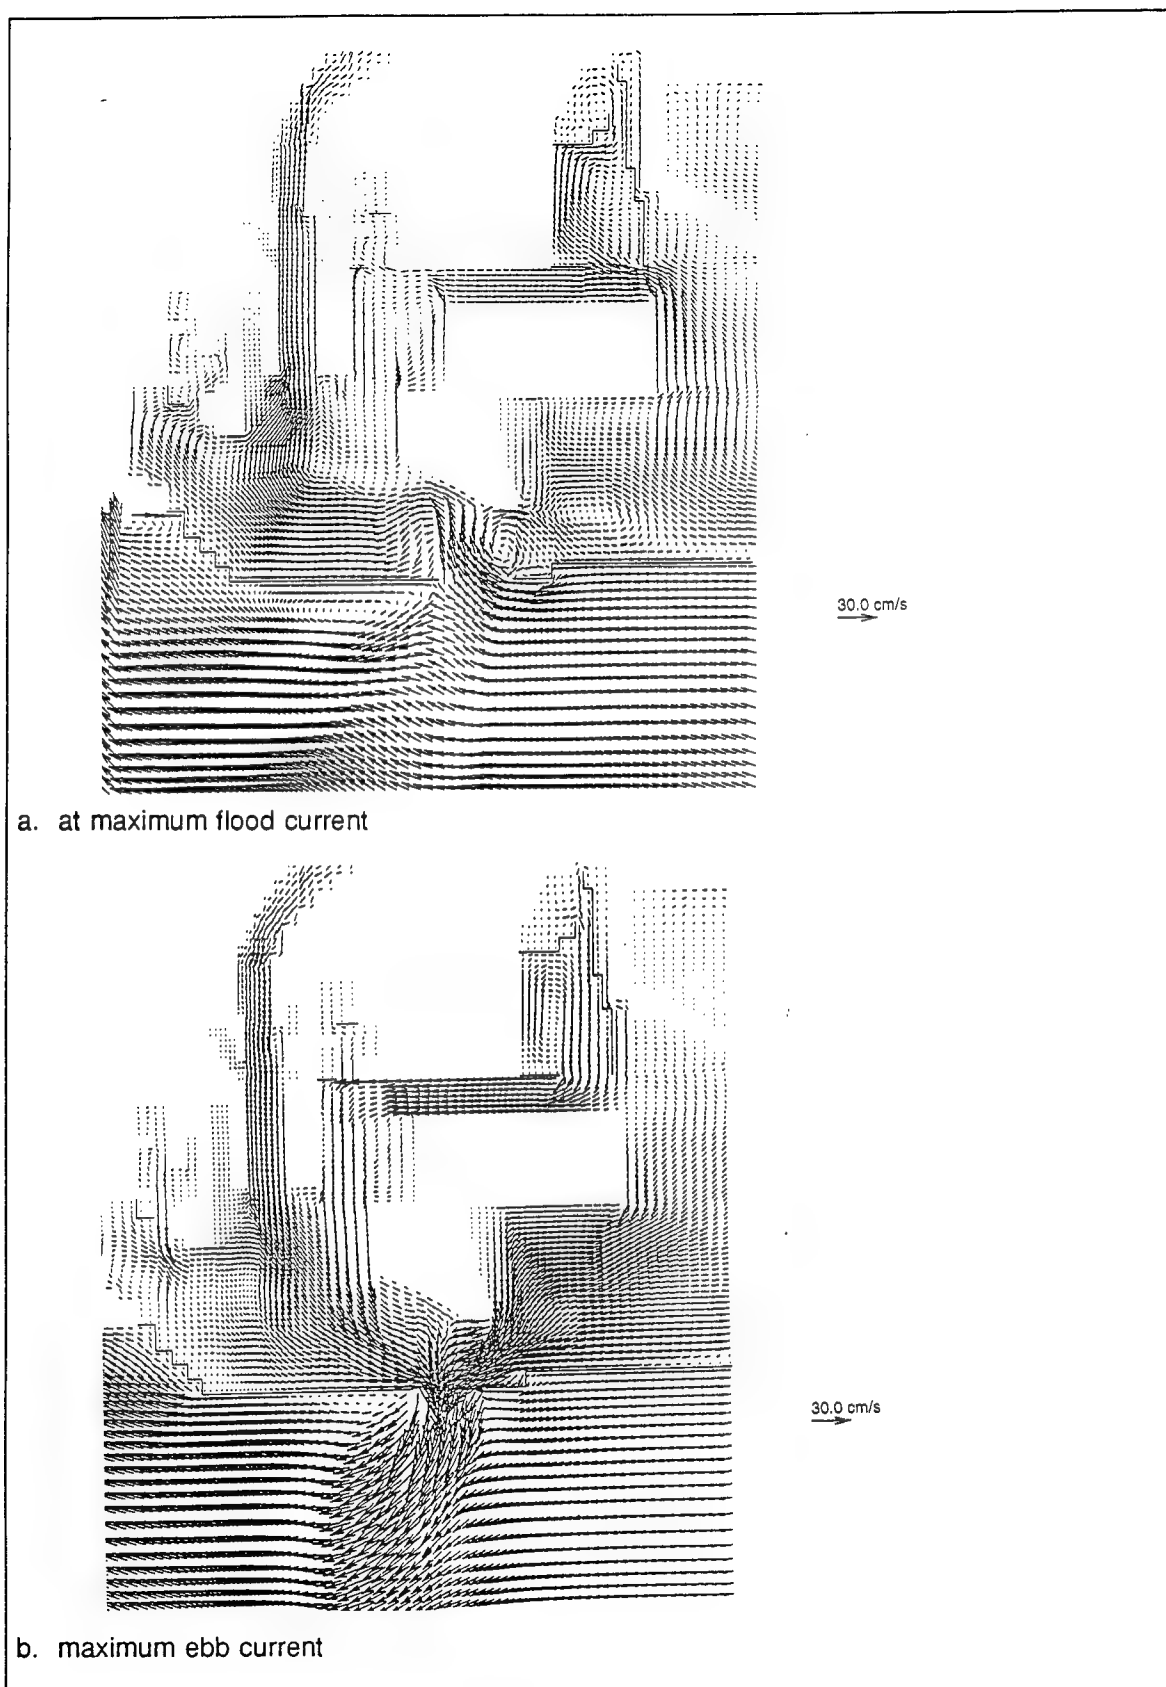 30.0 cm/s
a. at maximum flood current
30.0 cm/s
b. maximum ebb current